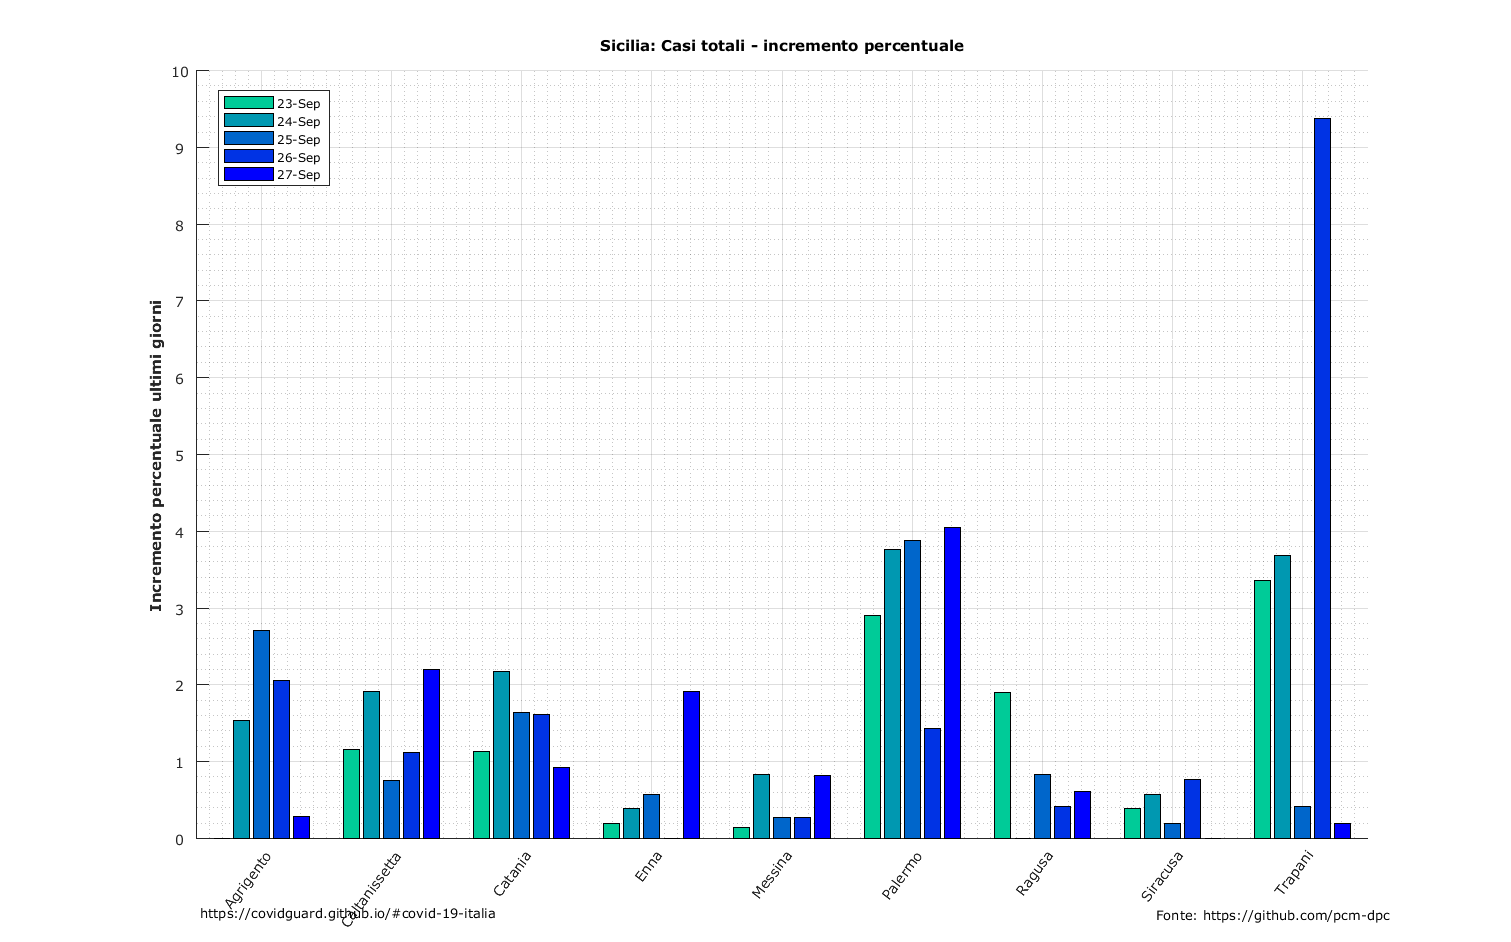 Sicilia: Casi totali - incremento percentuale
10
9
8
7
6
5
4
3
2
1
0
Incremento percentuale ultimi giorni
23-Sep
24-Sep
25-Sep
26-Sep
27-Sep
Agrigento
Caltanissetta
Catania
Enna
Messina
Palermo
Ragusa
Siracusa
Trapani
https://covidguard.github.io/#covid-19-italia
Fonte: https://github.com/pcm-dpc